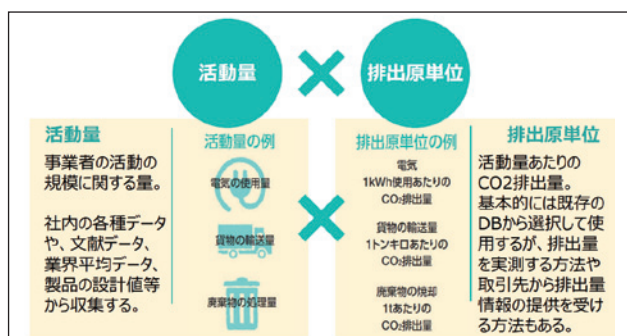 活動量
排出原単位
活動量
事業者の活動の
規模に関する量。
社内の各種データ
や、文献データ、
業界平均データ、
製品の設計値等
から収集する。
活動量の例
電気の使用量
貨物の輸送量
廃棄物の処理量
排出原単位の例
電気
1kWh使用あたりの
CO₂排出量
貨物の輸送量
1トンキロあたりの
CO₂排出量
廃棄物の焼却
1tあたりの
CO₂排出量
排出原単位
活動量あたりの
CO2排出量。
基本的には既存の
DBから選択して使
用するが、排出量
を実測する方法や
取引先から排出量
情報の提供を受け
る方法もある。